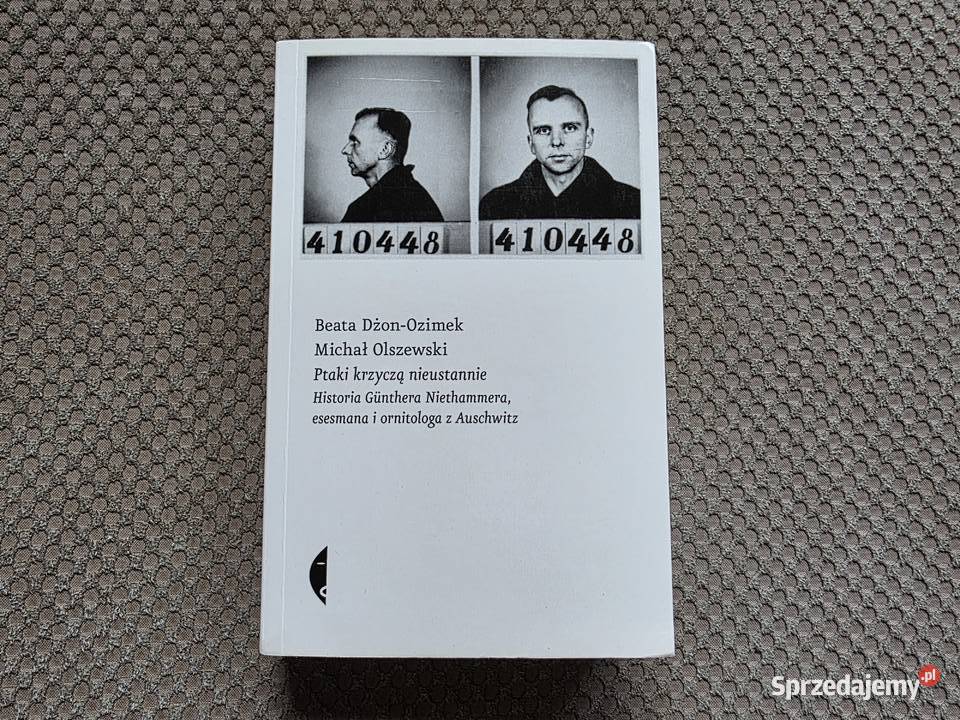 410448 410448
Beata Dżon-Ozimek
Michał Olszewski
Ptaki krzyczą nieustannie
Historia Günthera Niethammera,
esesmana i ornitologa z Auschwitz
Sprzedajemy.pl